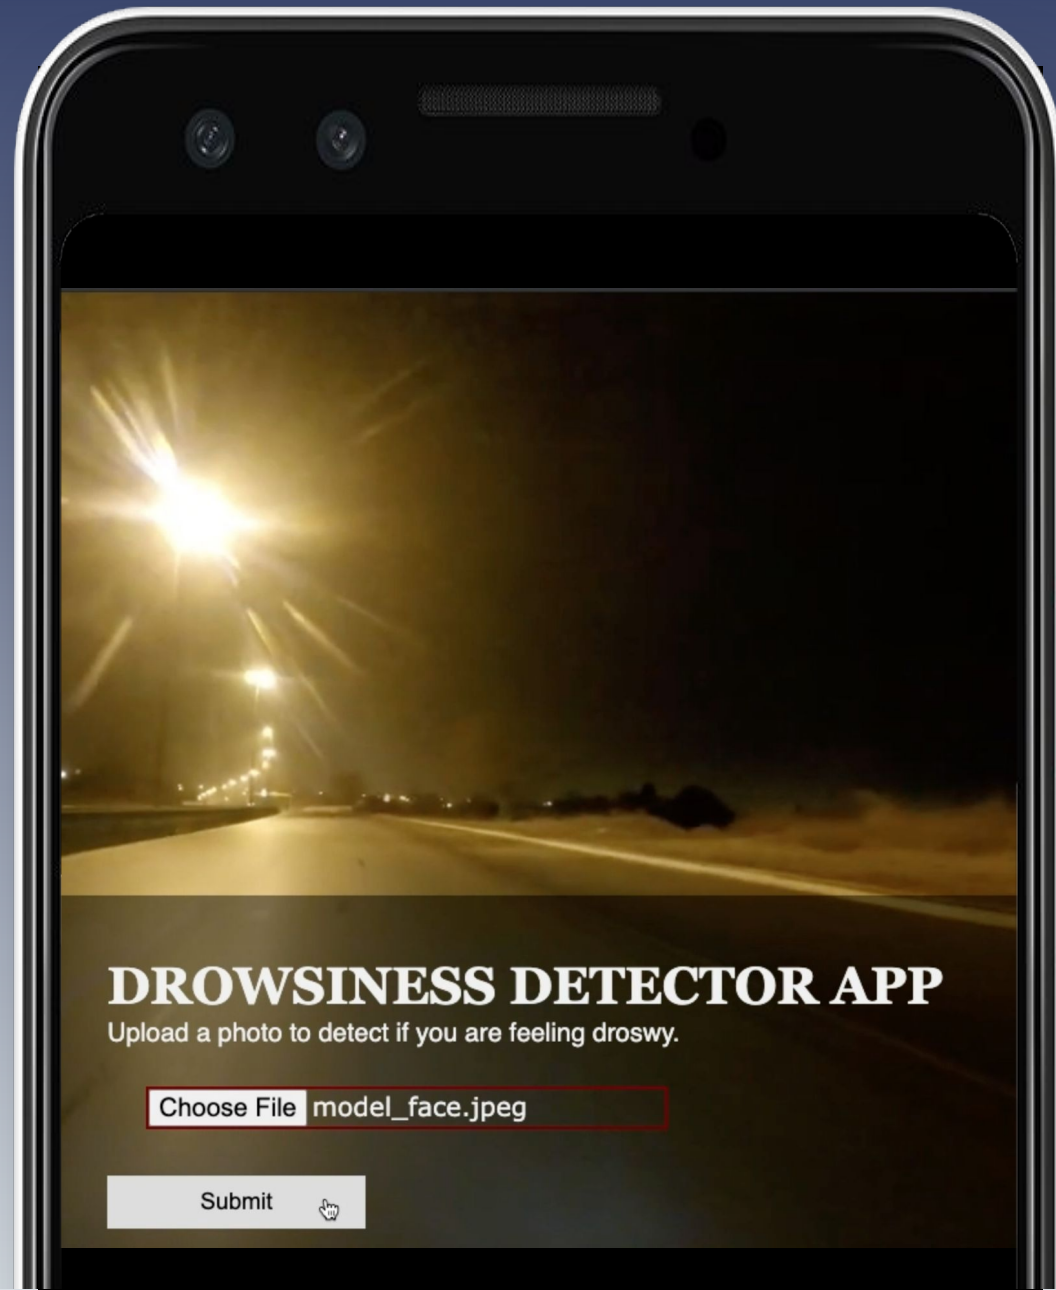 DROWSINESS DETECTOR APP
Upload a photo to detect if you are feeling droswy.
Choose File model_face.jpeg
Submit